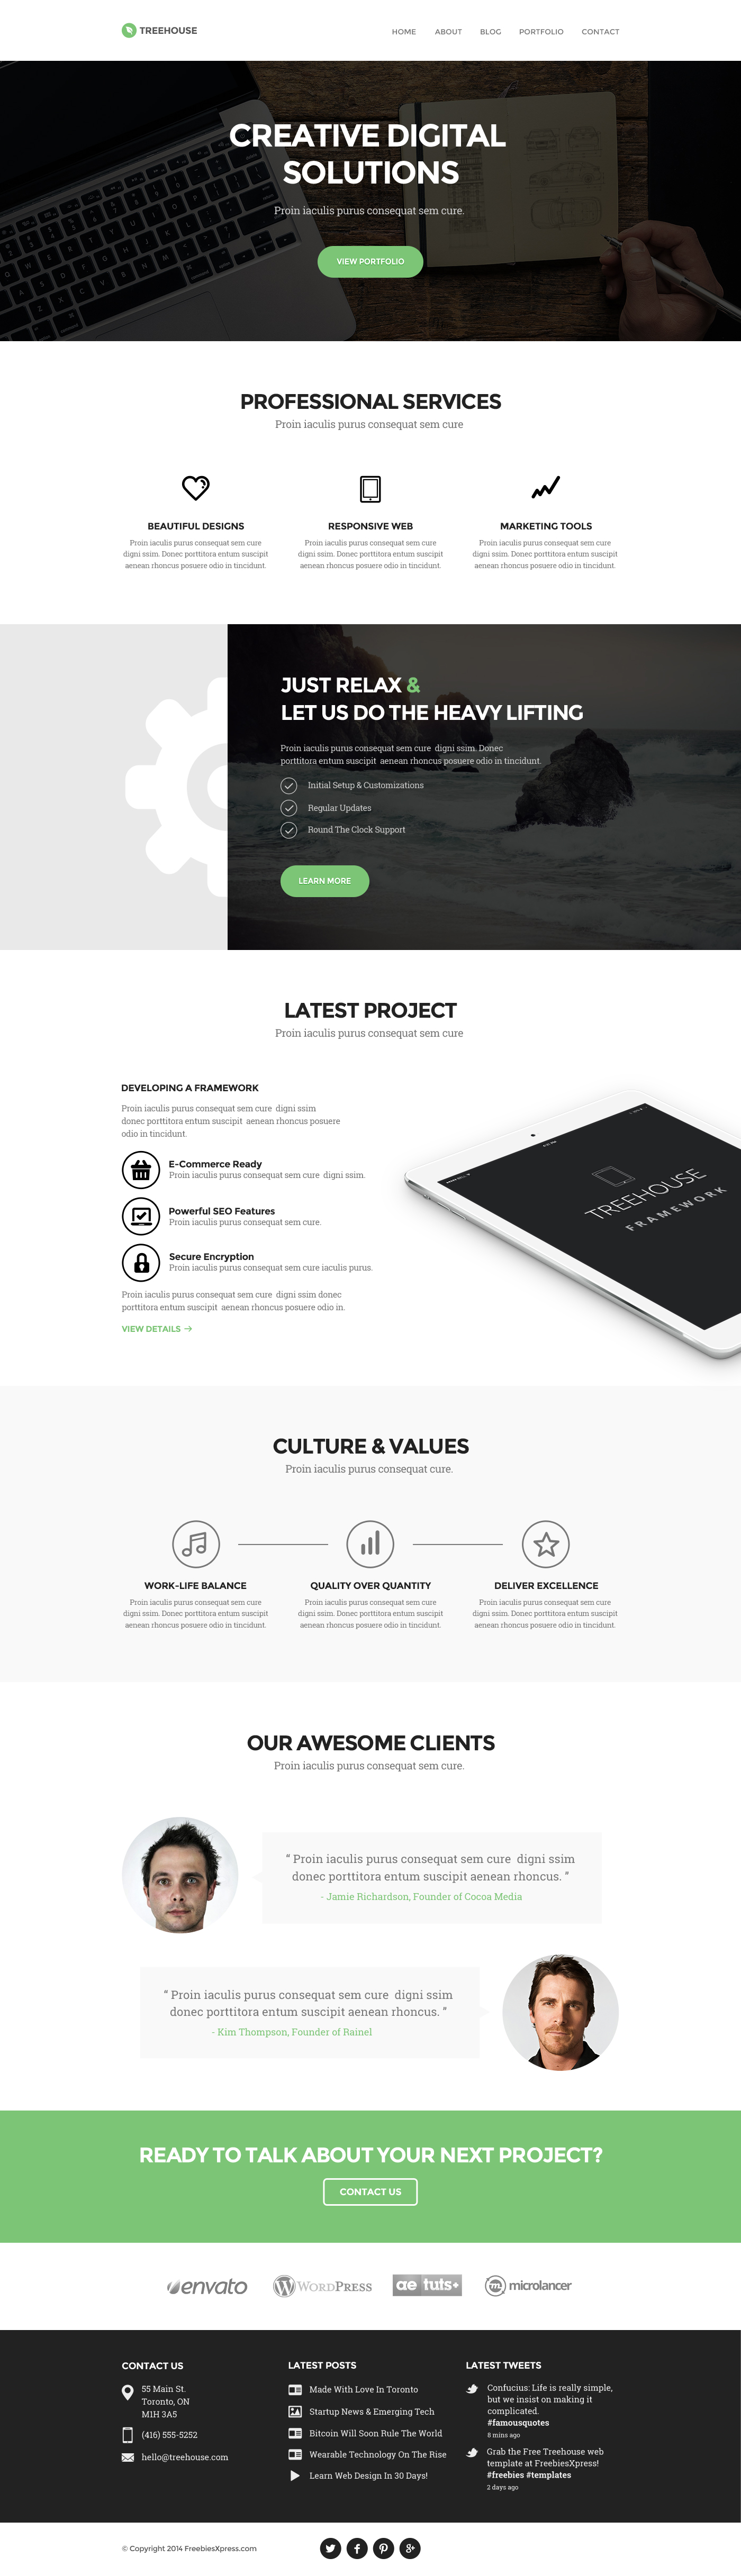 TREEHOUSE
HOME ABOUT BLOG PORTFOLIO CONTACT
CREATIVE DIGITAL
SOLUTIONS
Proin iaculis purus consequat sem cure.
VIEW PORTFOLIO
PROFESSIONAL SERVICES
Proin iaculis purus consequat sem cure
BEAUTIFUL DESIGNS
Proin iaculis purus consequat sem cure
digni ssim. Donec porttitora entum suscipit
aenean rhoncus posuere odio in tincidunt.
RESPONSIVE WEB
Proin iaculis purus consequat sem cure
digni ssim. Donec porttitora entum suscipit
aenean rhoncus posuere odio in tincidunt.
MARKETING TOOLS
Proin iaculis purus consequat sem cure
digni ssim. Donec porttitora entum suscipit
aenean rhoncus posuere odio in tincidunt.
JUST RELAX &
LET US DO THE HEAVY LIFTING
Proin iaculis purus consequat sem cure digni ssim. Donec
porttitora entum suscipit aenean rhoncus posuere odio in tincidunt.
Initial Setup & Customizations
Regular Updates
Round The Clock Support
LEARN MORE
LATEST PROJECT
Proin iaculis purus consequat sem cure
DEVELOPING A FRAMEWORK
Proin iaculis purus consequat sem cure digni ssim
donec porttitora entum suscipit aenean rhoncus posuere
odio in tincidunt.
E-Commerce Ready
Proin iaculis purus consequat sem cure digni ssim.
Powerful SEO Features
Proin iaculis purus consequat sem cure.
Secure Encryption
Proin iaculis purus consequat sem cure iaculis purus.
Proin iaculis purus consequat sem cure digni ssim donec
porttitora entum suscipit aenean rhoncus posuere odio in.
VIEW DETAILS →
TREEHOUSE
FRAMEWORK
CULTURE & VALUES
Proin iaculis purus consequat cure.
WORK-LIFE BALANCE
Proin iaculis purus consequat sem cure
digni ssim. Donec porttitora entum suscipit
aenean rhoncus posuere odio in tincidunt.
QUALITY OVER QUANTITY
Proin iaculis purus consequat sem cure
digni ssim. Donec porttitora entum suscipit
aenean rhoncus posuere odio in tincidunt.
DELIVER EXCELLENCE
Proin iaculis purus consequat sem cure
digni ssim. Donec porttitora entum suscipit
aenean rhoncus posuere odio in tincidunt.
OUR AWESOME CLIENTS
Proin iaculis purus consequat sem cure.
“ Proin iaculis purus consequat sem cure digni ssim
donec porttitora entum suscipit aenean rhoncus. ”
- Jamie Richardson, Founder of Cocoa Media
“ Proin iaculis purus consequat sem cure digni ssim
donec porttitora entum suscipit aenean rhoncus. ”
- Kim Thompson, Founder of Rainel
READY TO TALK ABOUT YOUR NEXT PROJECT?
CONTACT US
envato
WORDPRESS
ae tuts+
m microlancer
CONTACT US
55 Main St.
Toronto, ON
M1H 3A5
(416) 555-5252
hello@treehouse.com
LATEST POSTS
Made With Love In Toronto
Startup News & Emerging Tech
Bitcoin Will Soon Rule The World
Wearable Technology On The Rise
Learn Web Design In 30 Days!
LATEST TWEETS
Confucius: Life is really simple,
but we insist on making it
complicated.
#famousquotes
8 mins ago
Grab the Free Treehouse web
template at FreebiesXpress!
#freebies #templates
2 days ago
© Copyright 2014 FreebiesXpress.com